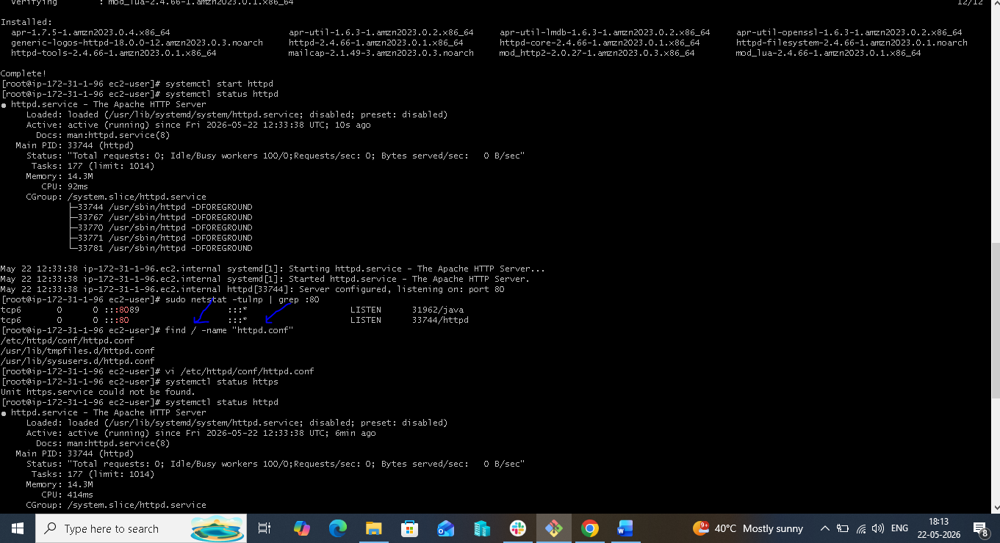 Verifying : mod_lua-2.4.66-1.amzn2023.0.1.x86_64 12/12
Installed:
apr-1.7.5-1.amzn2023.0.4.x86_64 apr-util-1.6.3-1.amzn2023.0.2.x86_64 apr-util-lmdb-1.6.3-1.amzn2023.0.2.x86_64 apr-util-openssl-1.6.3-1.amzn2023.0.2.x86_64
generic-logos-httpd-18.0.0-12.amzn2023.0.3.noarch httpd-2.4.66-1.amzn2023.0.1.x86_64 httpd-core-2.4.66-1.amzn2023.0.1.x86_64 httpd-filesystem-2.4.66-1.amzn2023.0.1.noarch
httpd-tools-2.4.66-1.amzn2023.0.1.x86_64 mailcap-2.1.49-3.amzn2023.0.3.noarch mod_http2-2.0.27-1.amzn2023.0.3.x86_64 mod_lua-2.4.66-1.amzn2023.0.1.x86_64
Complete!
[root@ip-172-31-1-96 ec2-user]# systemctl start httpd
[root@ip-172-31-1-96 ec2-user]# systemctl status httpd
● httpd.service - The Apache HTTP Server
Loaded: loaded (/usr/lib/systemd/system/httpd.service; disabled; preset: disabled)
Active: active (running) since Fri 2026-05-22 12:33:38 UTC; 10s ago
Docs: man:httpd.service(8)
Main PID: 33744 (httpd)
Status: "Total requests: 0; Idle/Busy workers 100/0;Requests/sec: 0; Bytes served/sec: 0 B/sec"
Tasks: 177 (limit: 1014)
Memory: 14.3M
CPU: 92ms
CGroup: /system.slice/httpd.service
├─33744 /usr/sbin/httpd -DFOREGROUND
├─33767 /usr/sbin/httpd -DFOREGROUND
├─33770 /usr/sbin/httpd -DFOREGROUND
├─33771 /usr/sbin/httpd -DFOREGROUND
└─33781 /usr/sbin/httpd -DFOREGROUND
May 22 12:33:38 ip-172-31-1-96.ec2.internal systemd[1]: Starting httpd.service - The Apache HTTP Server...
May 22 12:33:38 ip-172-31-1-96.ec2.internal systemd[1]: Started httpd.service - The Apache HTTP Server.
May 22 12:33:38 ip-172-31-1-96.ec2.internal httpd[33744]: Server configured, listening on: port 80
[root@ip-172-31-1-96 ec2-user]# sudo netstat -tulnp | grep :80
tcp6 0 0 :::8089 :::* LISTEN 31962/java
tcp6 0 0 :::80 :::* LISTEN 33744/httpd
[root@ip-172-31-1-96 ec2-user]# find / -name "httpd.conf"
/etc/httpd/conf/httpd.conf
/usr/lib/tmpfiles.d/httpd.conf
/usr/lib/sysusers.d/httpd.conf
[root@ip-172-31-1-96 ec2-user]# vi /etc/httpd/conf/httpd.conf
[root@ip-172-31-1-96 ec2-user]# systemctl status https
Unit https.service could not be found.
[root@ip-172-31-1-96 ec2-user]# systemctl status httpd
● httpd.service - The Apache HTTP Server
Loaded: loaded (/usr/lib/systemd/system/httpd.service; disabled; preset: disabled)
Active: active (running) since Fri 2026-05-22 12:33:38 UTC; 6min ago
Docs: man:httpd.service(8)
Main PID: 33744 (httpd)
Status: "Total requests: 0; Idle/Busy workers 100/0;Requests/sec: 0; Bytes served/sec: 0 B/sec"
Tasks: 177 (limit: 1014)
Memory: 14.3M
CPU: 414ms
CGroup: /system.slice/httpd.service
Type here to search 40°C Mostly sunny ENG 18:13
22-05-2026 8